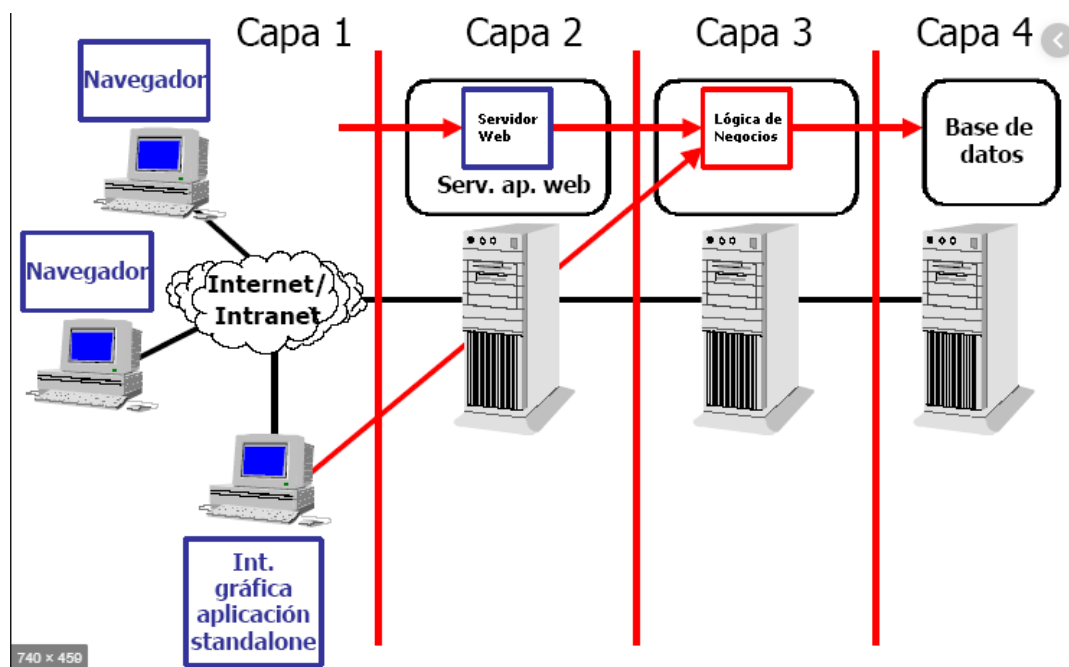 Capa 1
Capa 2
Capa 3
Capa 4
Navegador
Servidor
Web
Serv. ap. web
Lógica de
Negocios
Base de
datos
Navegador
Internet/
Intranet
Int.
gráfica
aplicación
standalone
740 × 459